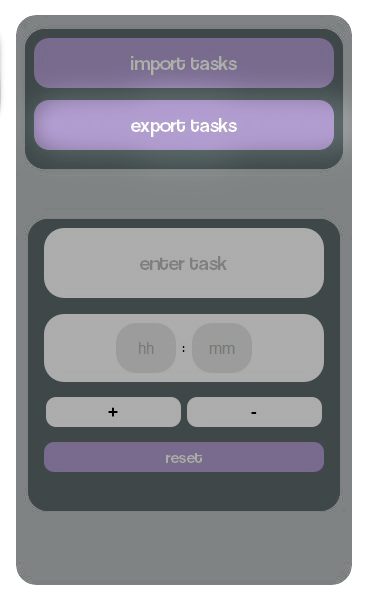 import tasks
export tasks
enter task
hh : mm
+ -
reset